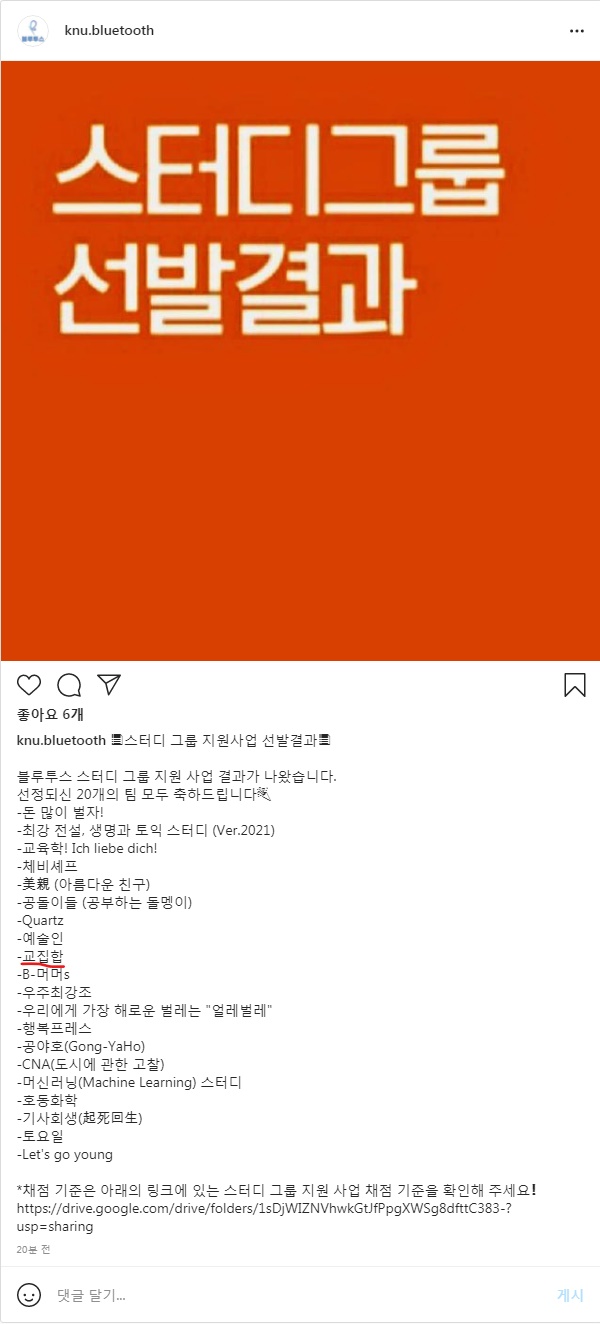 블루투스
knu.bluetooth
스터디그룹
선발결과
좋아요 6개
knu.bluetooth 스터디 그룹 지원사업 선발결과
블루투스 스터디 그룹 지원 사업 결과가 나왔습니다.
선정되신 20개의 팀 모두 축하드립니다
-돈 많이 벌자!
-최강 전설, 생명과 토익 스터디 (Ver.2021)
-교육학! Ich liebe dich!
-체비셰프
-美親 (아름다운 친구)
-공돌이들 (공부하는 돌멩이)
-Quartz
-예술인
-교집합
-B-머머s
-우주최강조
-우리에게 가장 해로운 벌레는 "얼레벌레"
-행복프레스
-공야호(Gong-YaHo)
-CNA(도시에 관한 고찰)
-머신러닝(Machine Learning) 스터디
-호동화학
-기사회생(起死回生)
-토요일
-Let's go young
*채점 기준은 아래의 링크에 있는 스터디 그룹 지원 사업 채점 기준을 확인해 주세요!
https://drive.google.com/drive/folders/1sDjWIZNVhwkGtJfPpgXWSg8dfttC383-?
usp=sharing
20분 전
댓글 달기...
게시